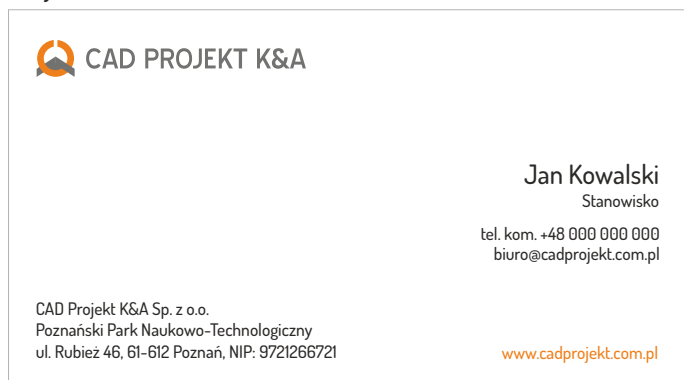 CAD PROJEKT K&A
Jan Kowalski
Stanowisko
tel. kom. +48 000 000 000
biuro@cadprojekt.com.pl
CAD Projekt K&A Sp. z o.o.
Poznański Park Naukowo-Technologiczny
ul. Rubież 46, 61-612 Poznań, NIP: 9721266721
www.cadprojekt.com.pl